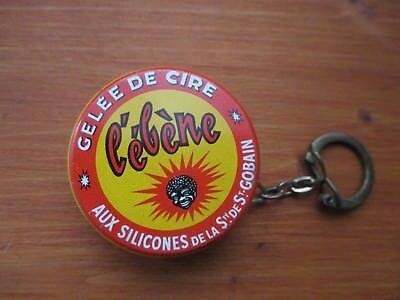 GELÉE DE CIRE
l'ébène
AUX SILICONES DE LA Sté DE St-GOBAIN